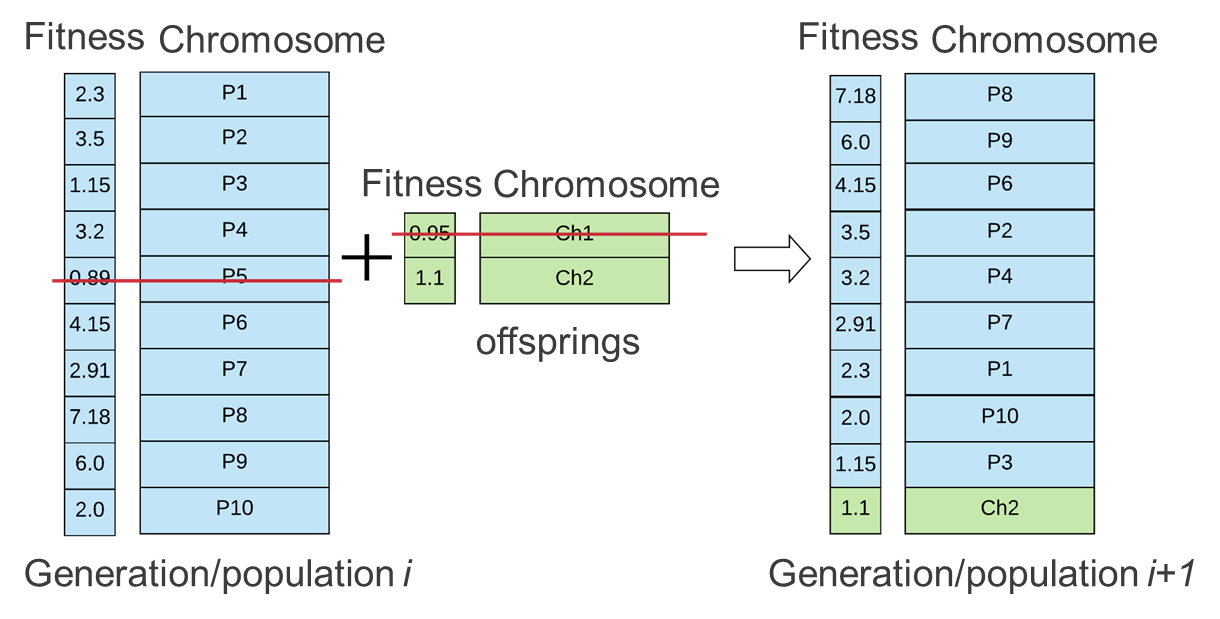 Fitness Chromosome
2.3 P1
3.5 P2
1.15 P3
3.2 P4
0.89 P5
4.15 P6
2.91 P7
7.18 P8
6.0 P9
2.0 P10
Generation/population i
Fitness Chromosome
0.95 Ch1
1.1 Ch2
offsprings
Fitness Chromosome
7.18 P8
6.0 P9
4.15 P6
3.5 P2
3.2 P4
2.91 P7
2.3 P1
2.0 P10
1.15 P3
1.1 Ch2
Generation/population i+1